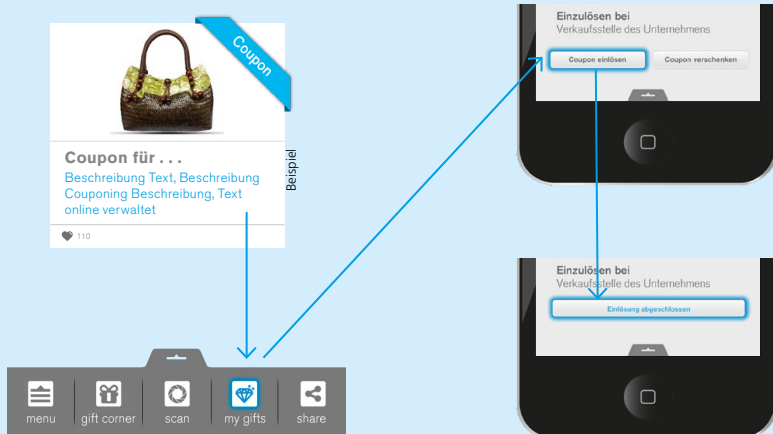 Coupon
Coupon für . . .
Beschreibung Text, Beschreibung
Couponing Beschreibung, Text
online verwaltet
110
Beispiel
menu
gift corner
scan
my gifts
share
Einzulösen bei
Verkaufsstelle des Unternehmens
Coupon einlösen
Coupon verschenken
Einzulösen bei
Verkaufsstelle des Unternehmens
Einlösung abgeschlossen